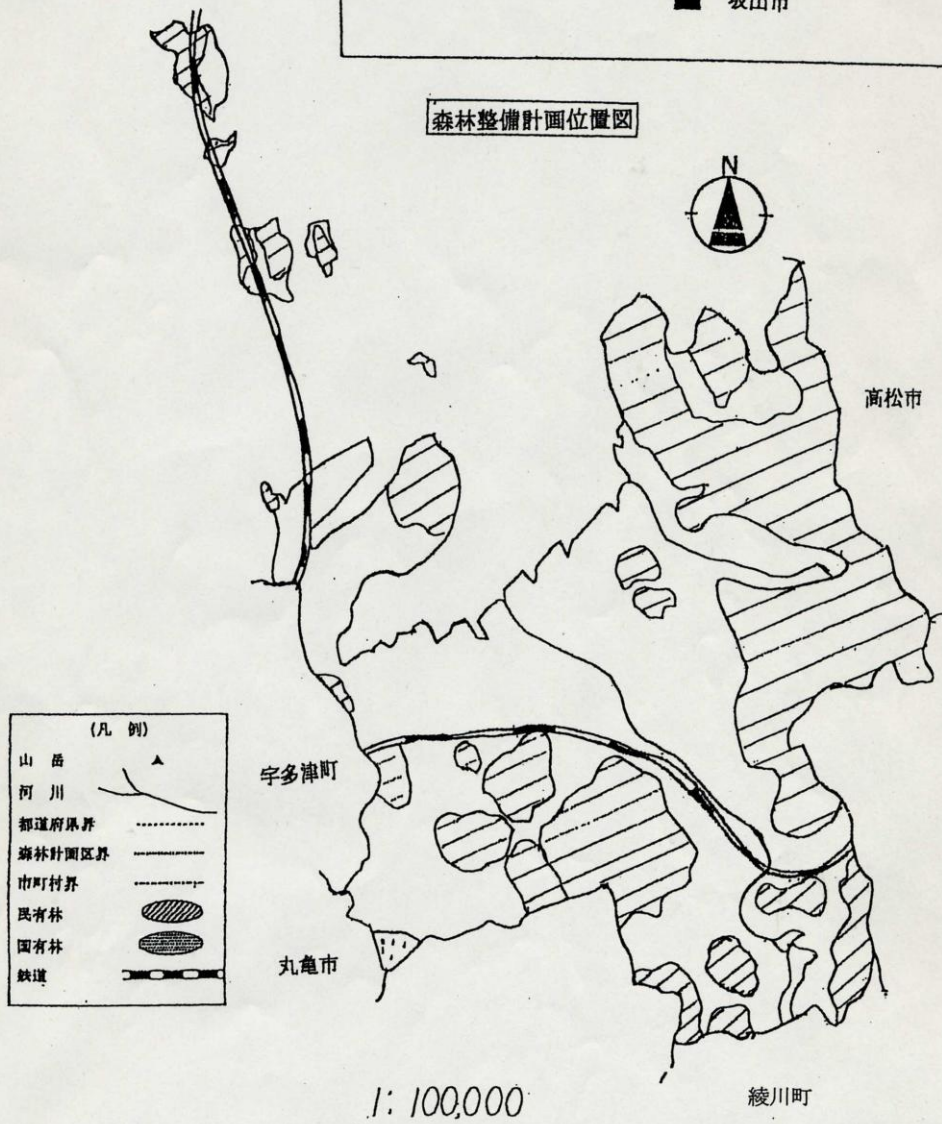 坂出市
森林整備計画位置図
N
高松市
(凡 例)
山 岳
河 川
都道府県界
森林計画区界
市町村界
民有林
国有林
鉄道
宇多津町
丸亀市
綾川町
1:100,000